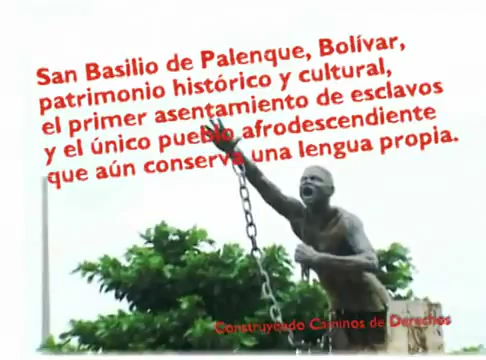 San Basilio de Palenque, Bolívar,
patrimonio histórico y cultural,
el primer asentamiento de esclavos
y el único pueblo afrodescendiente
que aún conserva una lengua propia.
Construyendo Caminos de Derechos